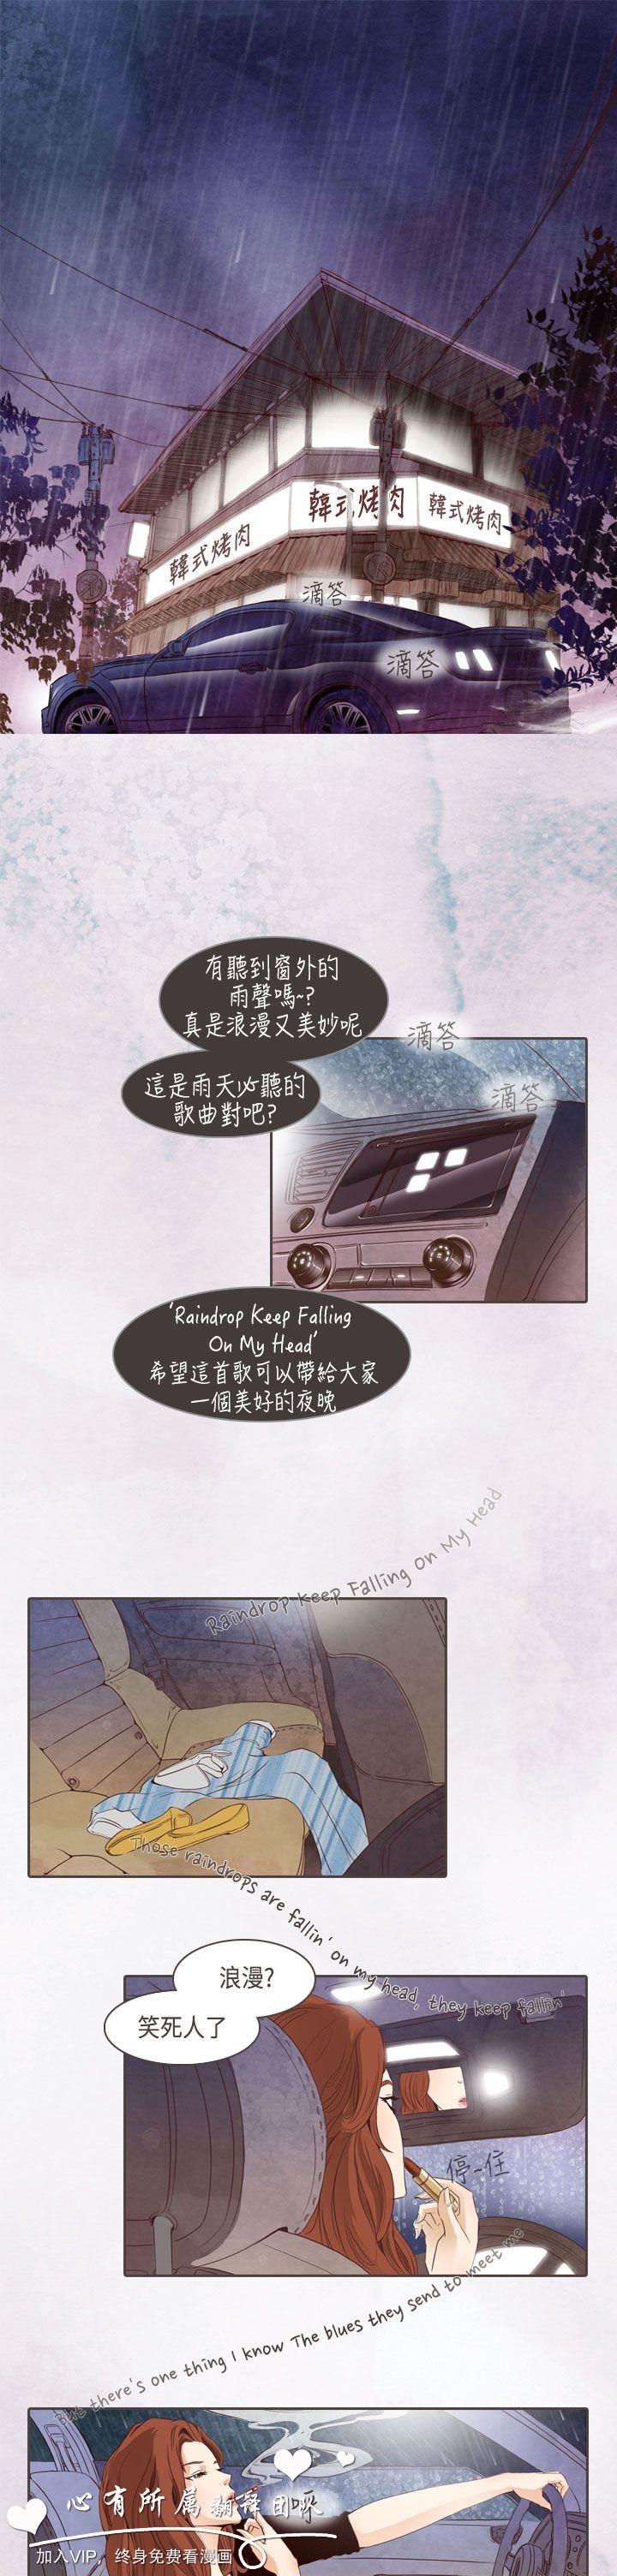 韓式烤肉
韓式烤肉
韓式烤肉
滴答
滴答
有聽到窗外的
雨聲嗎~?
真是浪漫又美妙呢
滴答
這是雨天必聽的
歌曲對吧?
滴答
'Raindrop Keep Falling
On My Head'
希望這首歌可以帶給大家
一個美好的夜晚
Raindrop Keep Falling on My Head
Those raindrops are fallin' on my head, they keep fallin'
浪漫?
笑死人了
停-住
But there's one thing I know The blues they send to meet me
呼
心有所属翻译团
加入VIP，终身免费看漫画